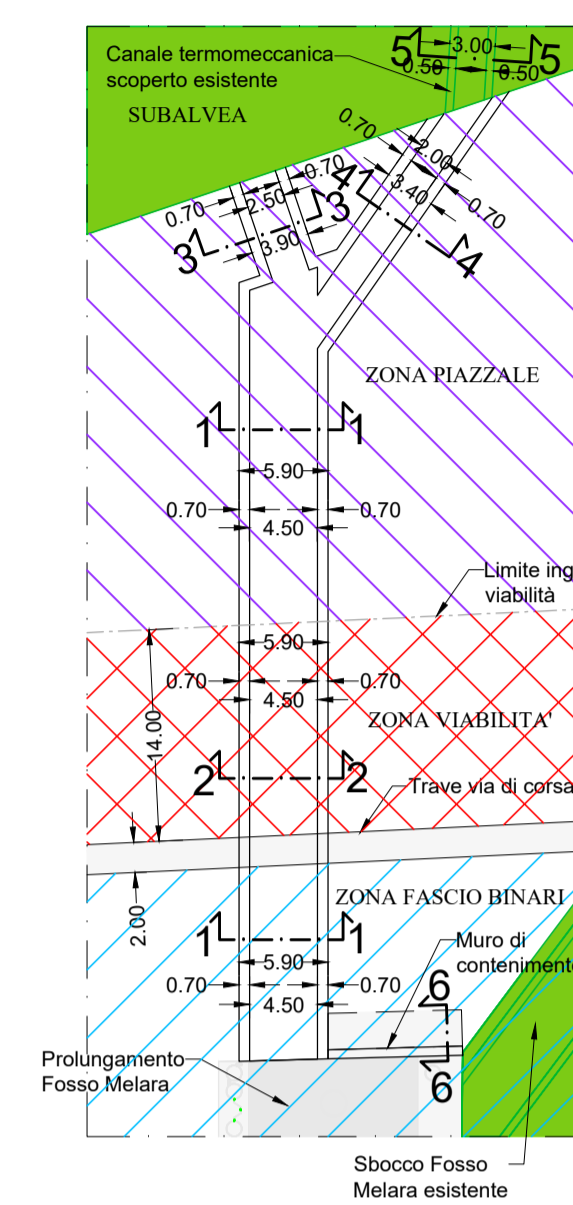 Canale termomeccanica
scoperto esistente
SUBALVEA
5 3.00 5
0.50 0.50
0.70 2.00
0.70 3.40 0.70
0.70 2.50
3.90
3 3
4 4
ZONA PIAZZALE
1 1
5.90
0.70 0.70
4.50
Limite ing
viabilità
5.90
0.70 0.70
4.50
14.00
ZONA VIABILITA'
2 2
Trave via di corsa
2.00
ZONA FASCIO BINARI
1 1
5.90
Muro di
contenimento
0.70 0.70
4.50
6
6
Prolungamento
Fosso Melara
Sbocco Fosso
Melara esistente